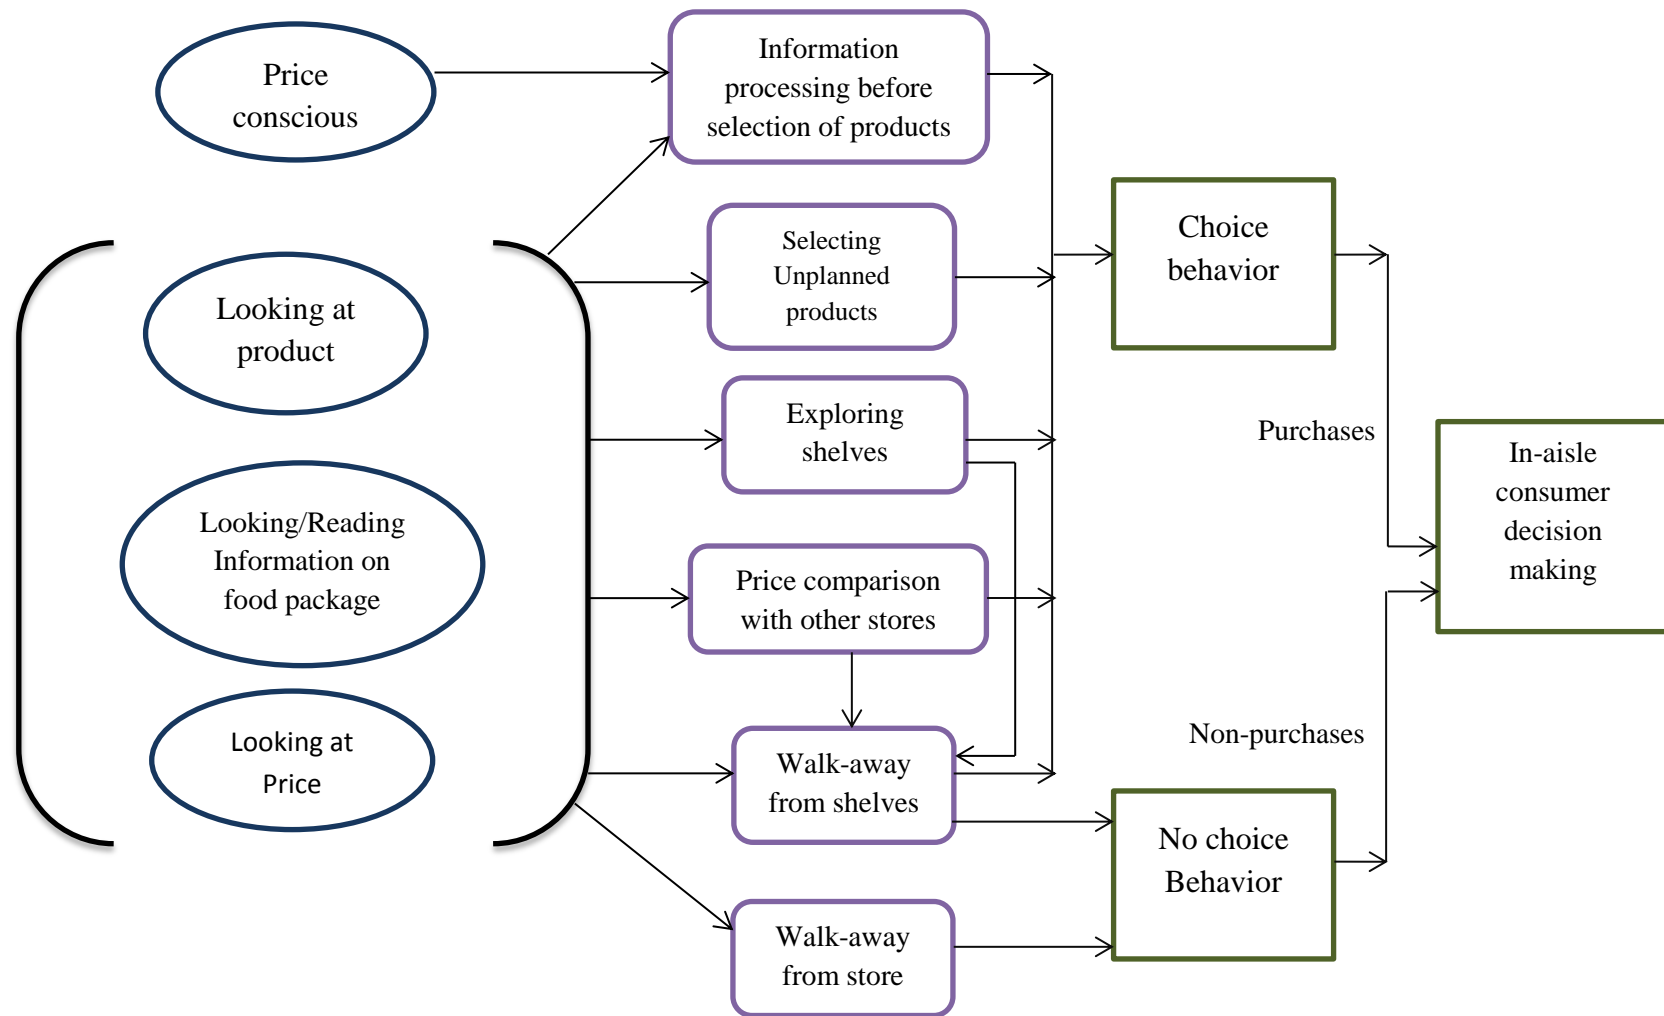 Price
conscious
Information
processing before
selection of products
Looking at
product
Selecting
Unplanned
products
Choice
behavior
Exploring
shelves
Purchases
In-aisle
consumer
decision
making
Looking/Reading
Information on
food package
Price comparison
with other stores
Non-purchases
Looking at
Price
Walk-away
from shelves
No choice
Behavior
Walk-away
from store